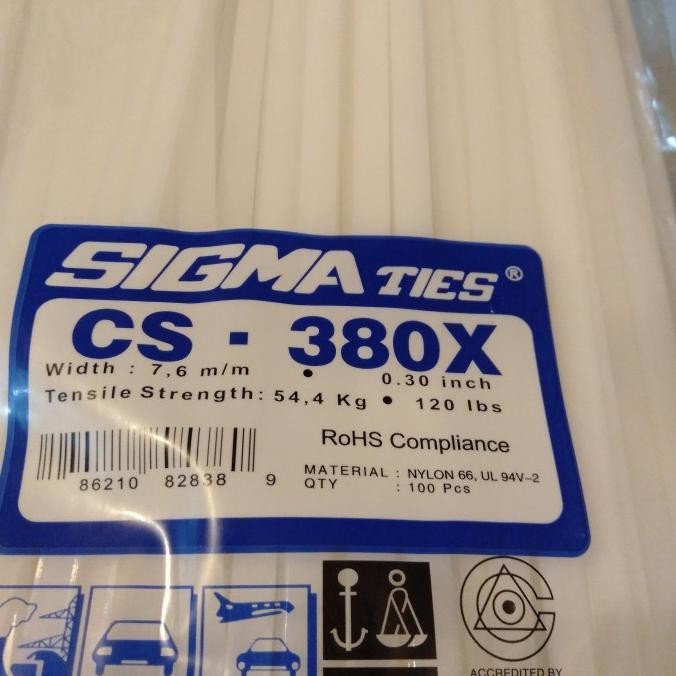 SIGMA TIES®
CS - 380X
Width : 7,6 m/m • 0.30 inch
Tensile Strength: 54,4 Kg • 120 lbs
RoHS Compliance
86210 82838 9
MATERIAL : NYLON 66, UL 94V-2
QTY : 100 Pcs
ACCREDITED BY